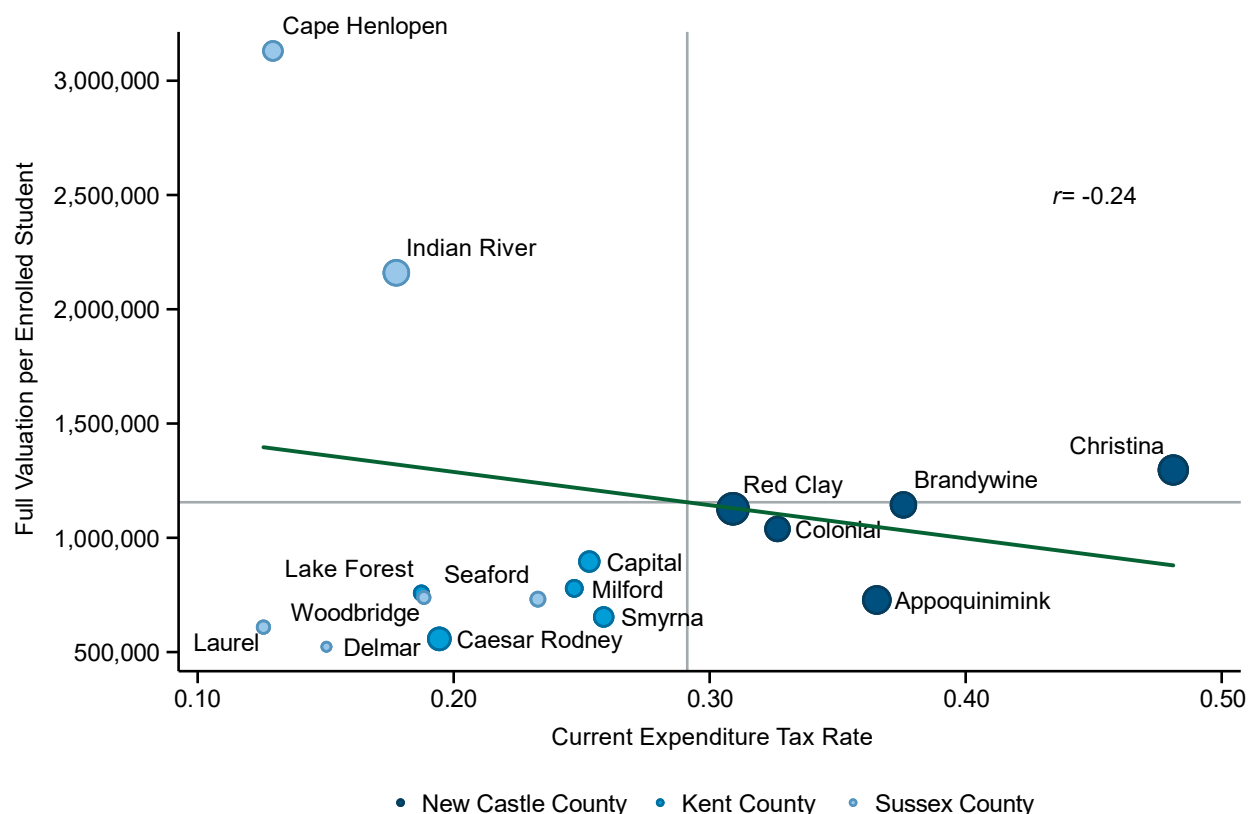 Cape Henlopen
3,000,000
2,500,000
r= -0.24
Indian River
2,000,000
Full Valuation per Enrolled Student
1,500,000
Christina
Brandywine
Red Clay
1,000,000
Colonial
Capital
Lake Forest
Seaford
Milford
Appoquinimink
Woodbridge
Smyrna
Laurel
Delmar
Caesar Rodney
500,000
0.10 0.20 0.30 0.40 0.50
Current Expenditure Tax Rate
New Castle County Kent County Sussex County